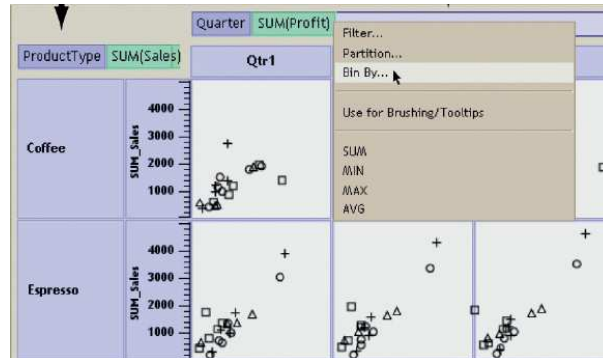 Quarter SUM(Profit)
ProductType SUM(Sales)
Qtr1
Filter...
Partition...
Bin By...
Use for Brushing/Tooltips
SUM
MIN
MAX
AVG
Coffee
SUM_Sales
4000
3000
2000
1000
Espresso
SUM_Sales
4000
3000
2000
1000